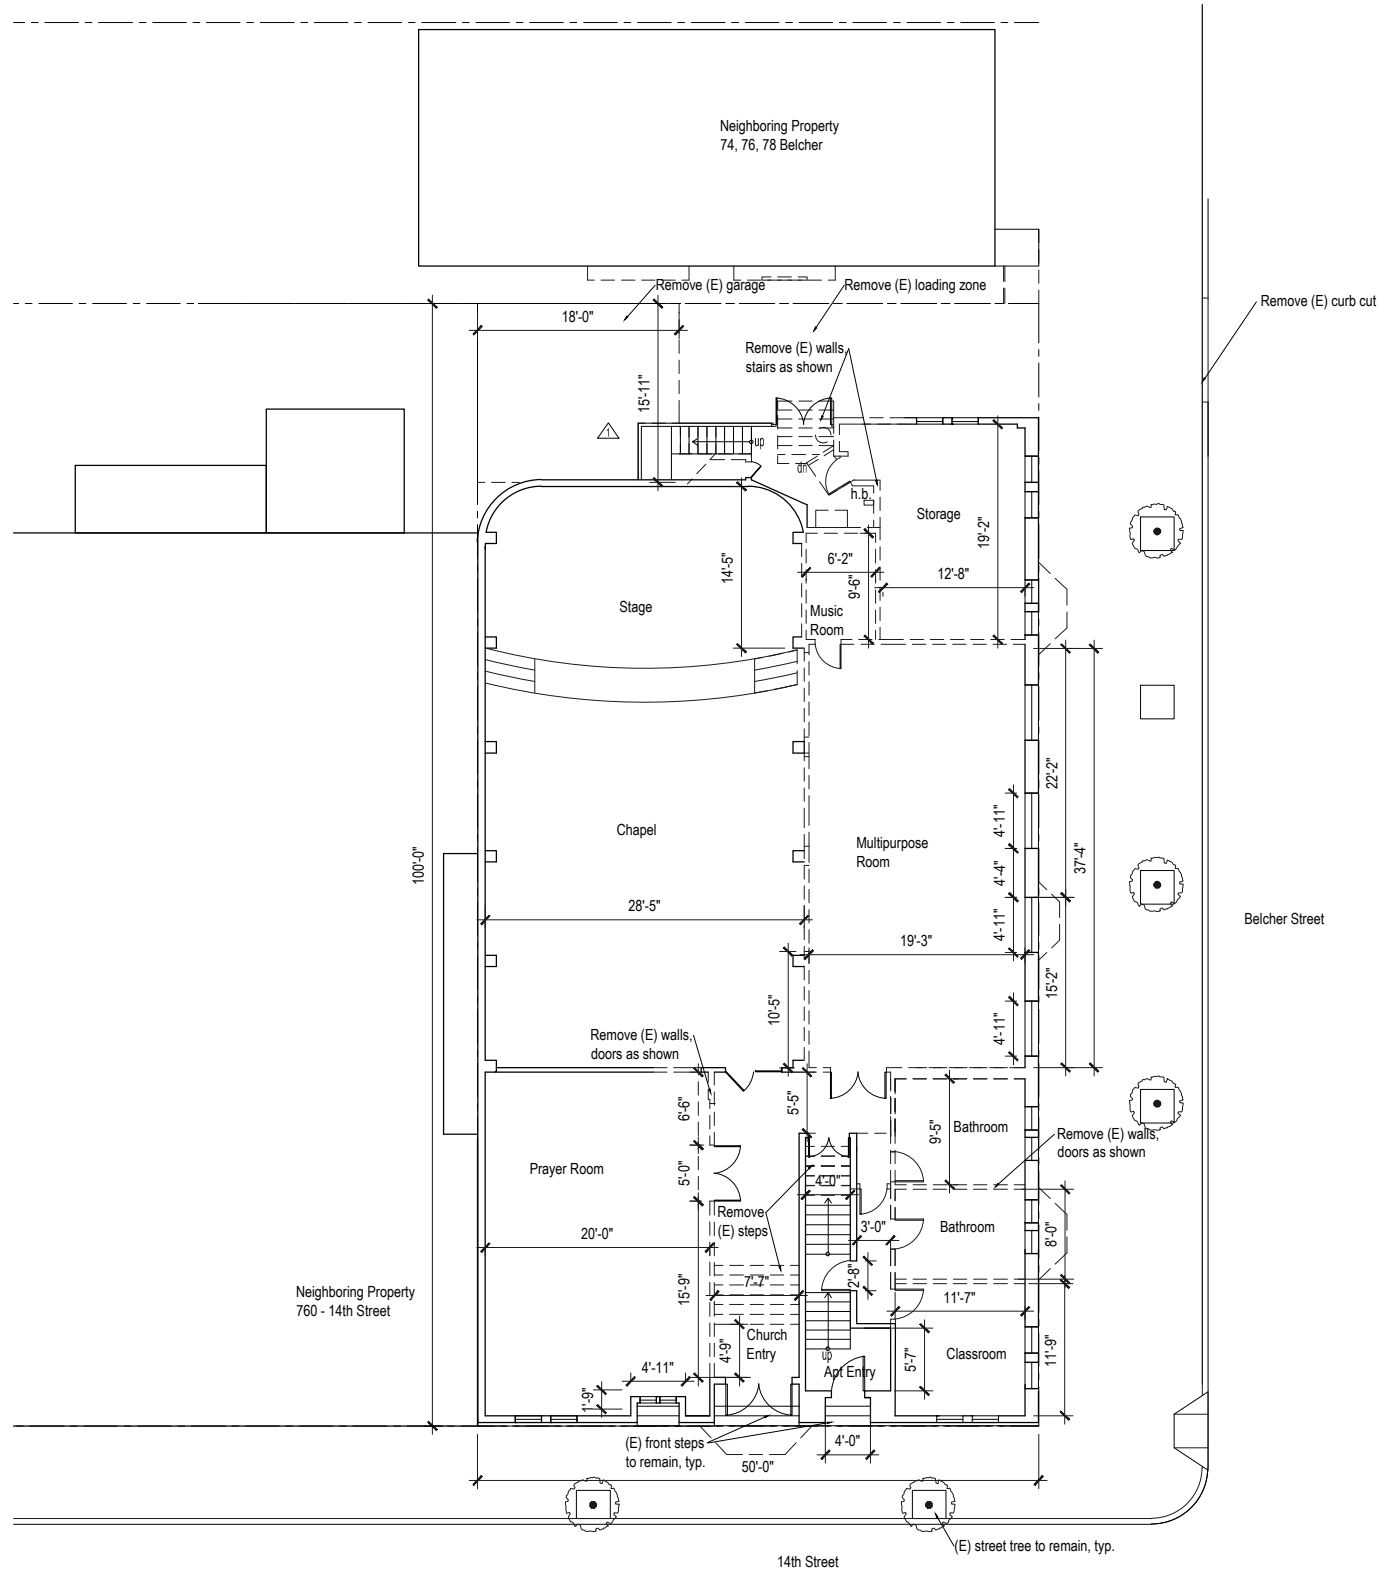 Neighboring Property
74, 76, 78 Belcher
Remove (E) garage
Remove (E) loading zone
Remove (E) curb cut
18'-0"
Remove (E) walls,
stairs as shown
15'-11"
1
up
dn
h.b.
Storage
19'-2"
14'-5"
6'-2"
9'-6"
12'-8"
Stage
Music
Room
22'-2"
100'-0"
Chapel
Multipurpose
Room
4'-11"
4'-4"
37'-4"
28'-5"
4'-11"
Belcher Street
19'-3"
15'-2"
10'-5"
4'-11"
Remove (E) walls,
doors as shown
6'-6"
5'-5"
9'-5"
Bathroom
Remove (E) walls,
doors as shown
Prayer Room
5'-0"
4'-0"
Remove
(E) steps
3'-0"
Bathroom
8'-0"
20'-0"
2'-8"
7'-7"
15'-9"
11'-7"
Neighboring Property
760 - 14th Street
Church
Entry
4'-9"
up
Apt Entry
5'-7"
Classroom
11'-9"
4'-11"
1'-9"
(E) front steps
to remain, typ.
4'-0"
50'-0"
(E) street tree to remain, typ.
14th Street